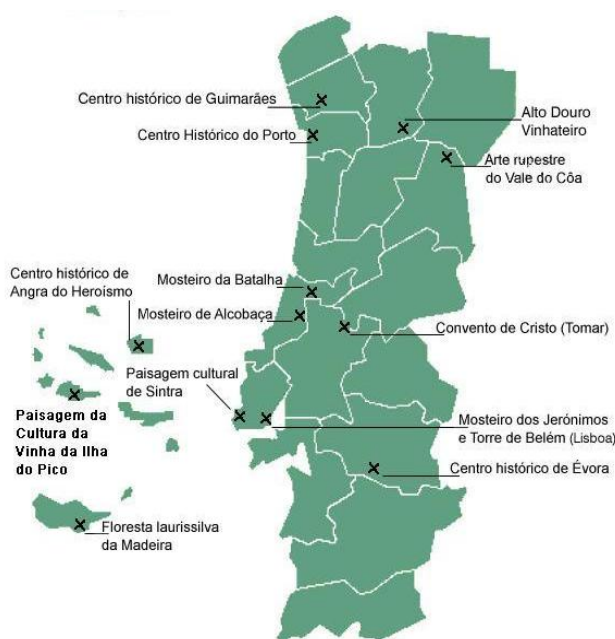 Centro histórico de Guimarães
Centro Histórico do Porto
Alto Douro
Vinhateiro
Arte rupestre
do Vale do Côa
Centro histórico de
Angra do Heroísmo
Mosteiro da Batalha
Mosteiro de Alcobaça
Convento de Cristo (Tomar)
Paisagem cultural
de Sintra
Paisagem da
Cultura da
Vinha da Ilha
do Pico
Mosteiro dos Jerónimos
e Torre de Belém (Lisboa)
Centro histórico de Évora
Floresta laurissilva
da Madeira